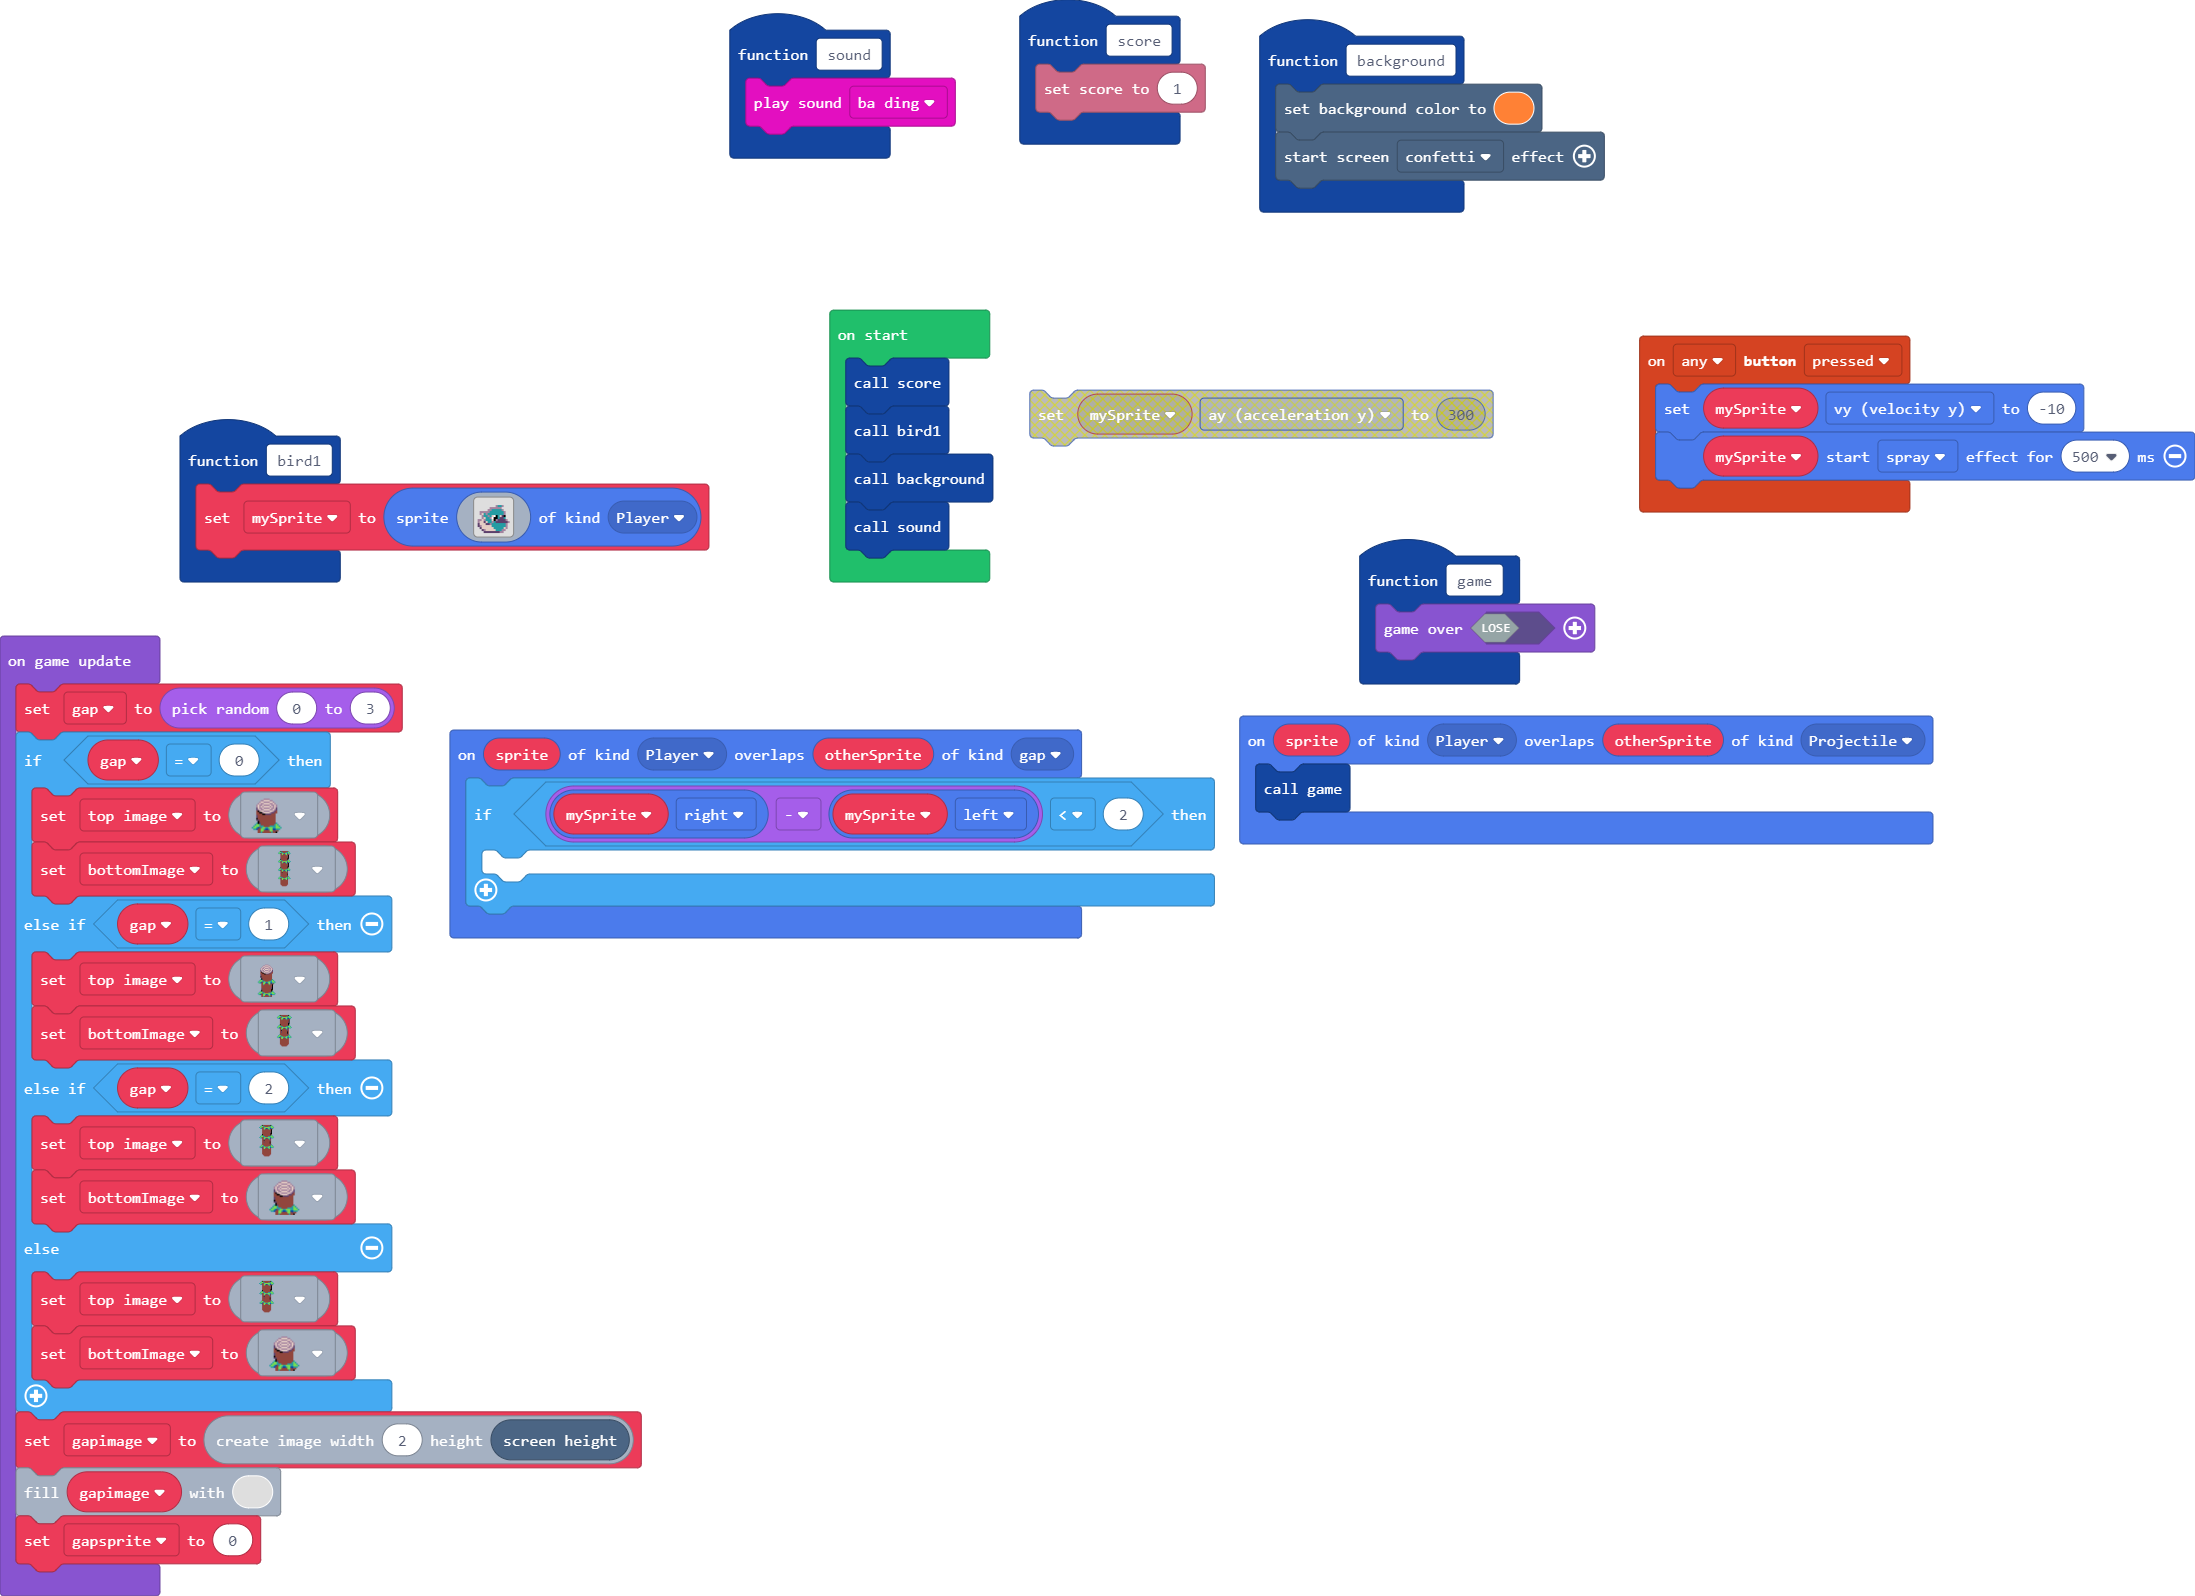 function sound
play sound ba ding
function score
set score to 1
function background
set background color to
start screen confetti effect
on start
call score
call bird1
call background
call sound
set mySprite ay (acceleration y) to 300
on any button pressed
set mySprite vy (velocity y) to -10
mySprite start spray effect for 500 ms
function bird1
set mySprite to sprite of kind Player
function game
game over LOSE
on game update
set gap to pick random 0 to 3
if gap = 0 then
set top image to
set bottomImage to
else if gap = 1 then
set top image to
set bottomImage to
else if gap = 2 then
set top image to
set bottomImage to
else
set top image to
set bottomImage to
set gapimage to create image width 2 height screen height
fill gapimage with
set gapsprite to 0
on sprite of kind Player overlaps otherSprite of kind gap
if mySprite right - mySprite left < 2 then
on sprite of kind Player overlaps otherSprite of kind Projectile
call game